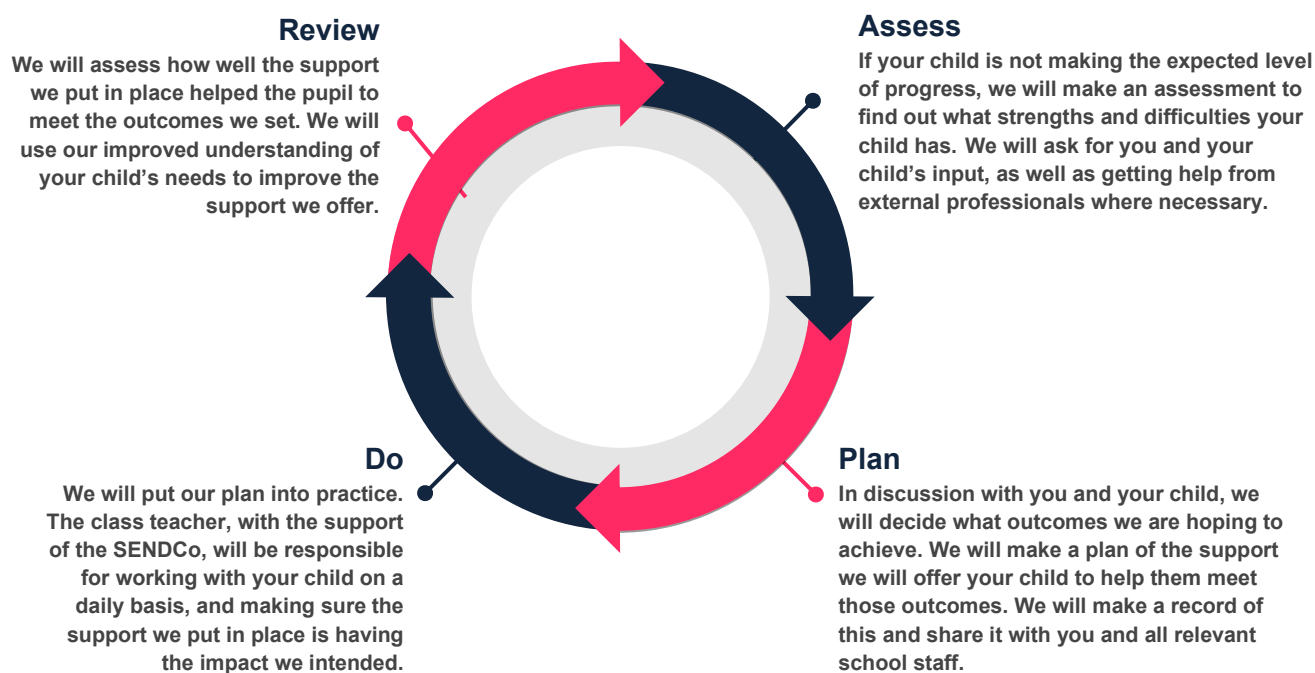 Review
We will assess how well the support
we put in place helped the pupil to
meet the outcomes we set. We will
use our improved understanding of
your child’s needs to improve the
support we offer.
Assess
If your child is not making the expected level
of progress, we will make an assessment to
find out what strengths and difficulties your
child has. We will ask for you and your
child’s input, as well as getting help from
external professionals where necessary.
Do
We will put our plan into practice.
The class teacher, with the support
of the SENDCo, will be responsible
for working with your child on a
daily basis, and making sure the
support we put in place is having
the impact we intended.
Plan
In discussion with you and your child, we
will decide what outcomes we are hoping to
achieve. We will make a plan of the support
we will offer your child to help them meet
those outcomes. We will make a record of
this and share it with you and all relevant
school staff.